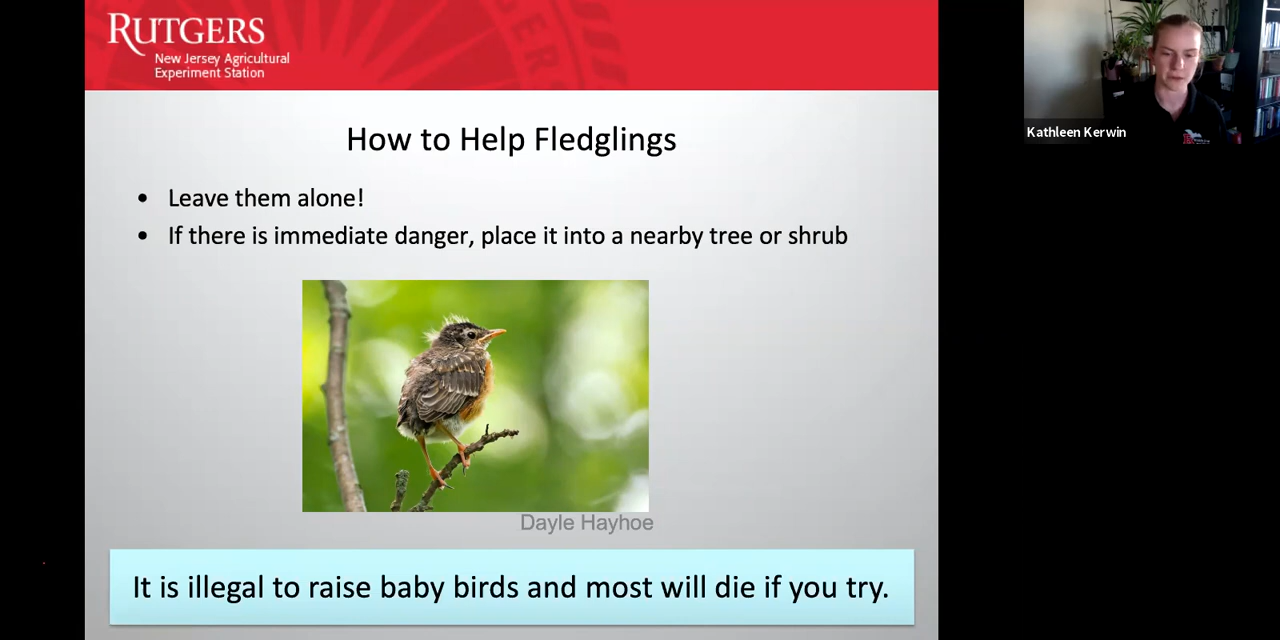 RUTGERS
New Jersey Agricultural
Experiment Station
How to Help Fledglings
• Leave them alone!
• If there is immediate danger, place it into a nearby tree or shrub
Dayle Hayhoe
It is illegal to raise baby birds and most will die if you try.
Kathleen Kerwin